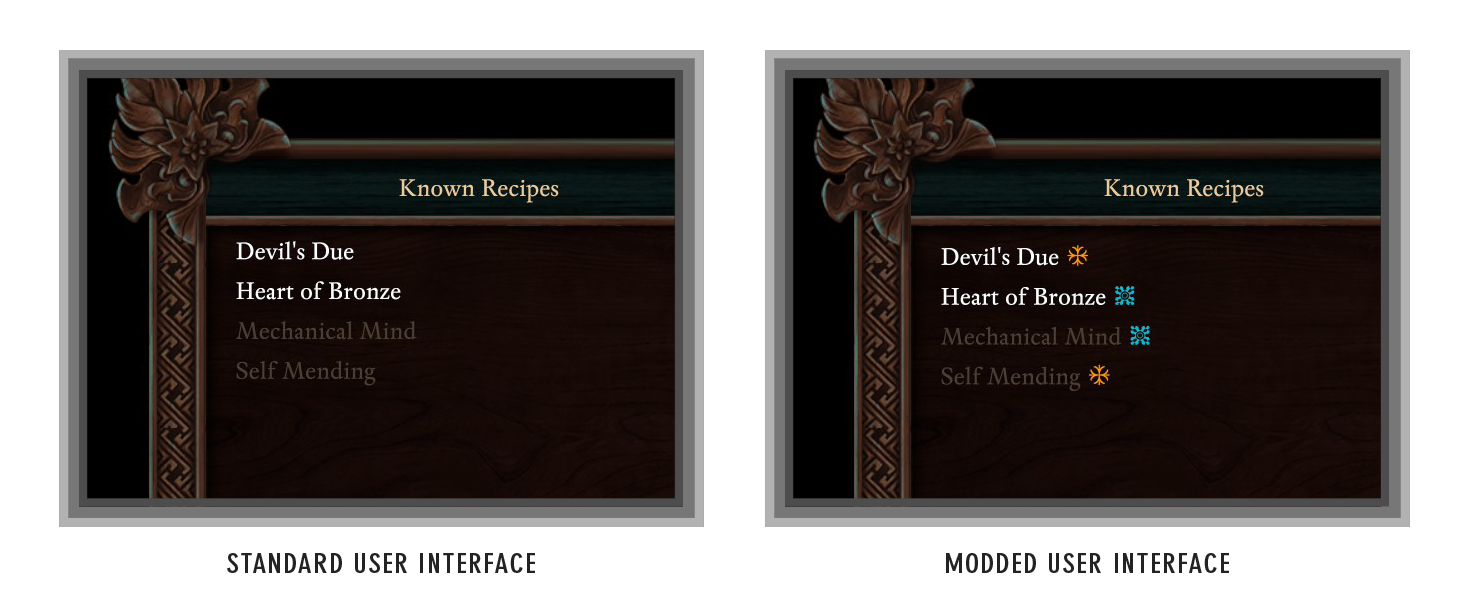 Known Recipes
Devil's Due
Heart of Bronze
Mechanical Mind
Self Mending
STANDARD USER INTERFACE
Known Recipes
Devil's Due
Heart of Bronze
Mechanical Mind
Self Mending
MODDED USER INTERFACE